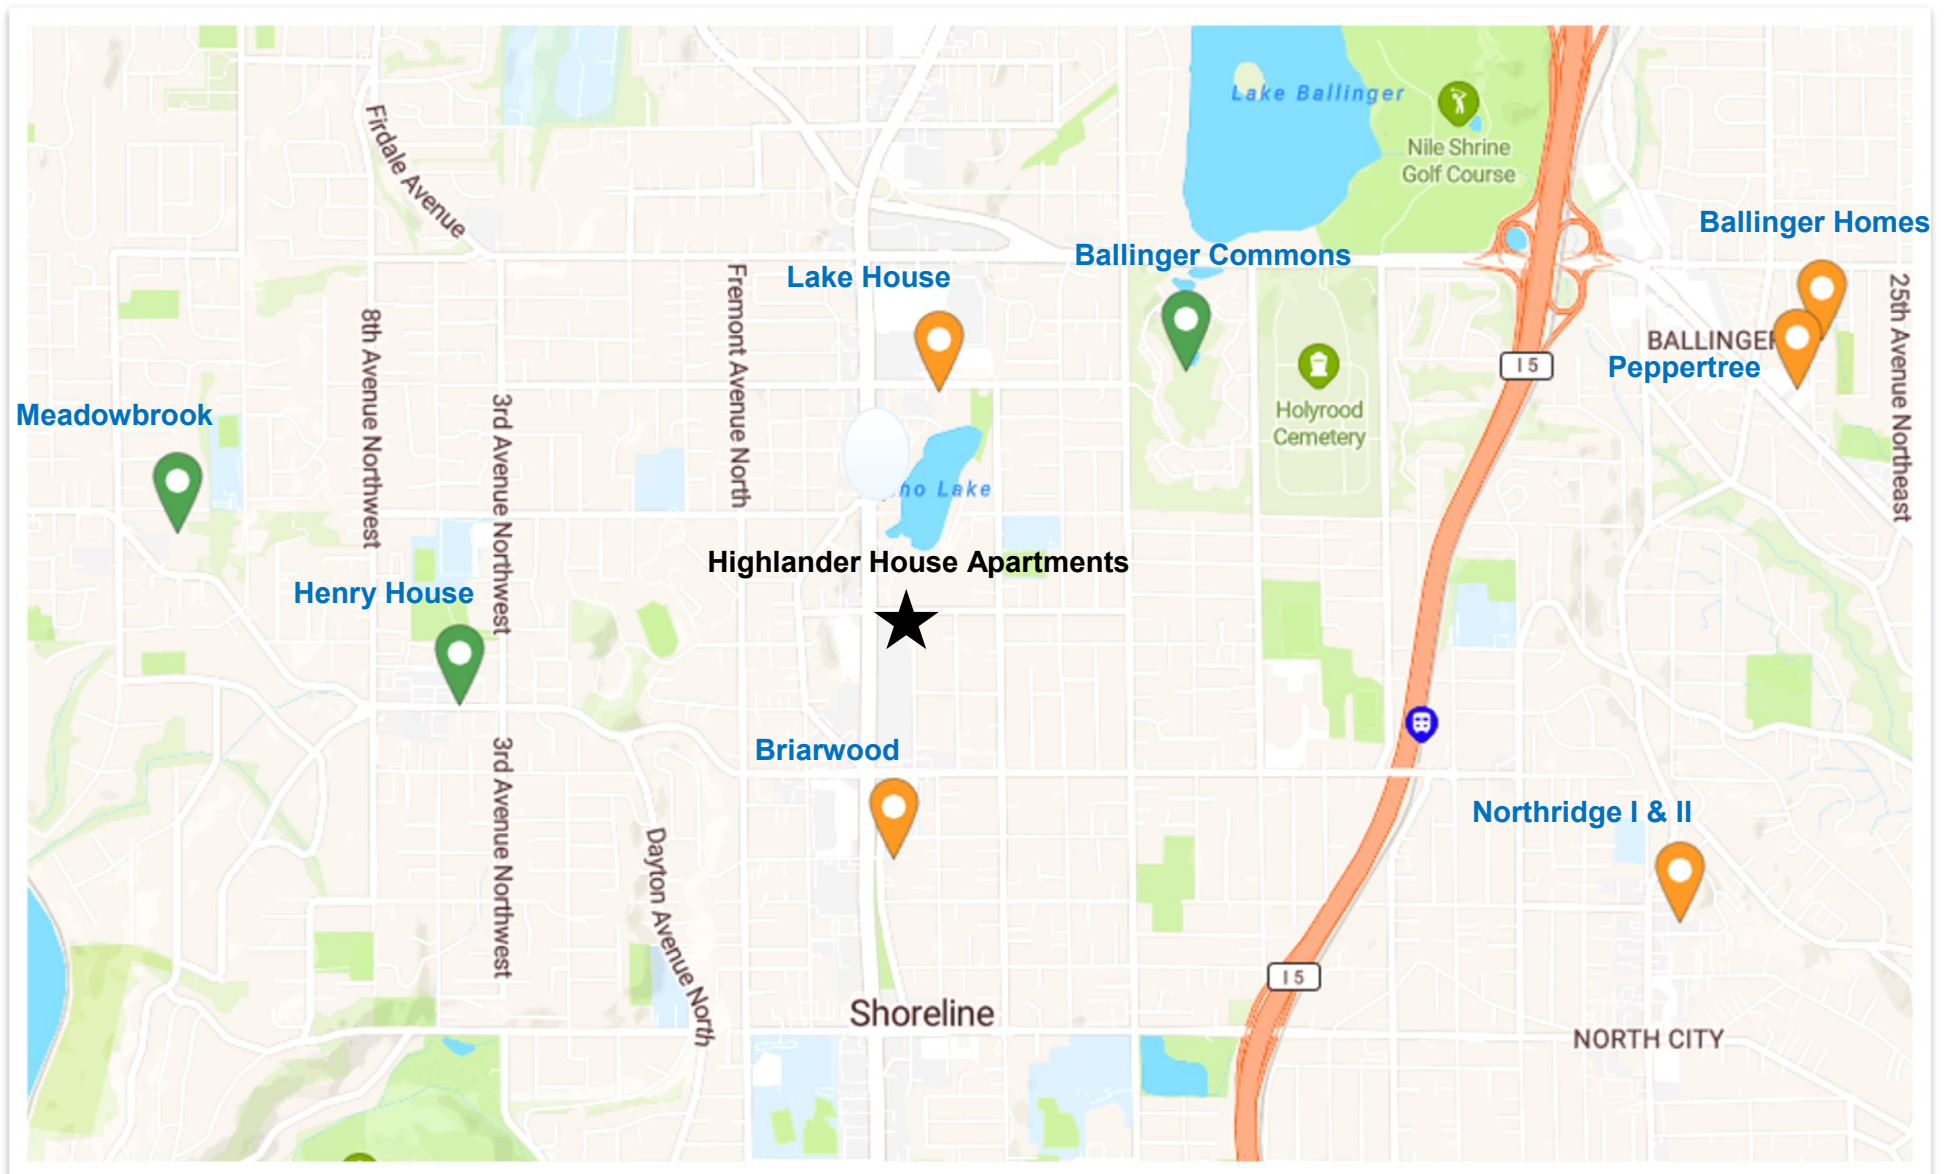 Lake Ballinger
Nile Shrine
Golf Course
Firdale Avenue
Ballinger Homes
Ballinger Commons
Lake House
Fremont Avenue North
25th Avenue Northeast
8th Avenue Northwest
BALLINGER
I 5
Peppertree
3rd Avenue Northwest
Holyrood
Cemetery
Meadowbrook
Lake
Highlander House Apartments
Henry House
Briarwood
3rd Avenue Northwest
Northridge I & II
Dayton Avenue North
I 5
Shoreline
NORTH CITY